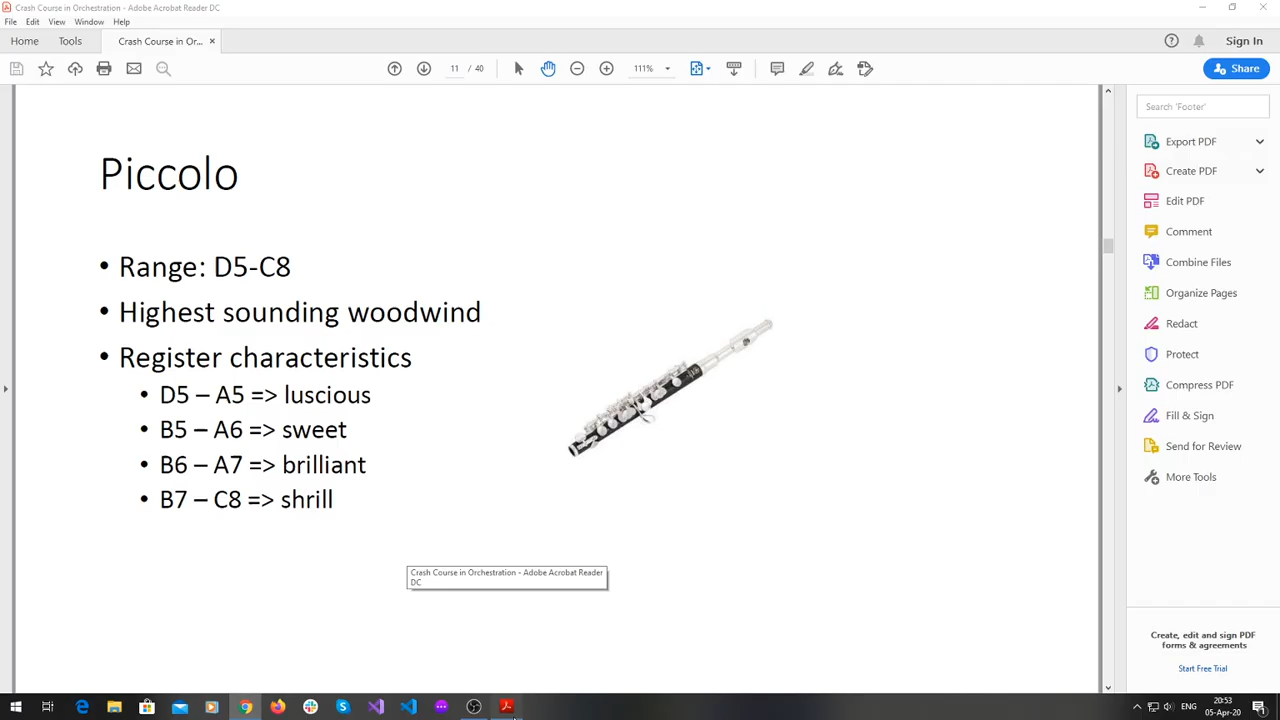 Crash Course in Orchestration - Adobe Acrobat Reader DC
File Edit View Window Help
Home Tools Crash Course in Or... × Sign In
11 / 40 111% Share
Piccolo
• Range: D5-C8
• Highest sounding woodwind
• Register characteristics
• D5 – A5 => luscious
• B5 – A6 => sweet
• B6 – A7 => brilliant
• B7 – C8 => shrill
Crash Course in Orchestration - Adobe Acrobat Reader
DC
Search 'Footer'
Export PDF
Create PDF
Edit PDF
Comment
Combine Files
Organize Pages
Redact
Protect
Compress PDF
Fill & Sign
Send for Review
More Tools
Create, edit and sign PDF
forms & agreements
Start Free Trial
ENG
20:53
05-Apr-20